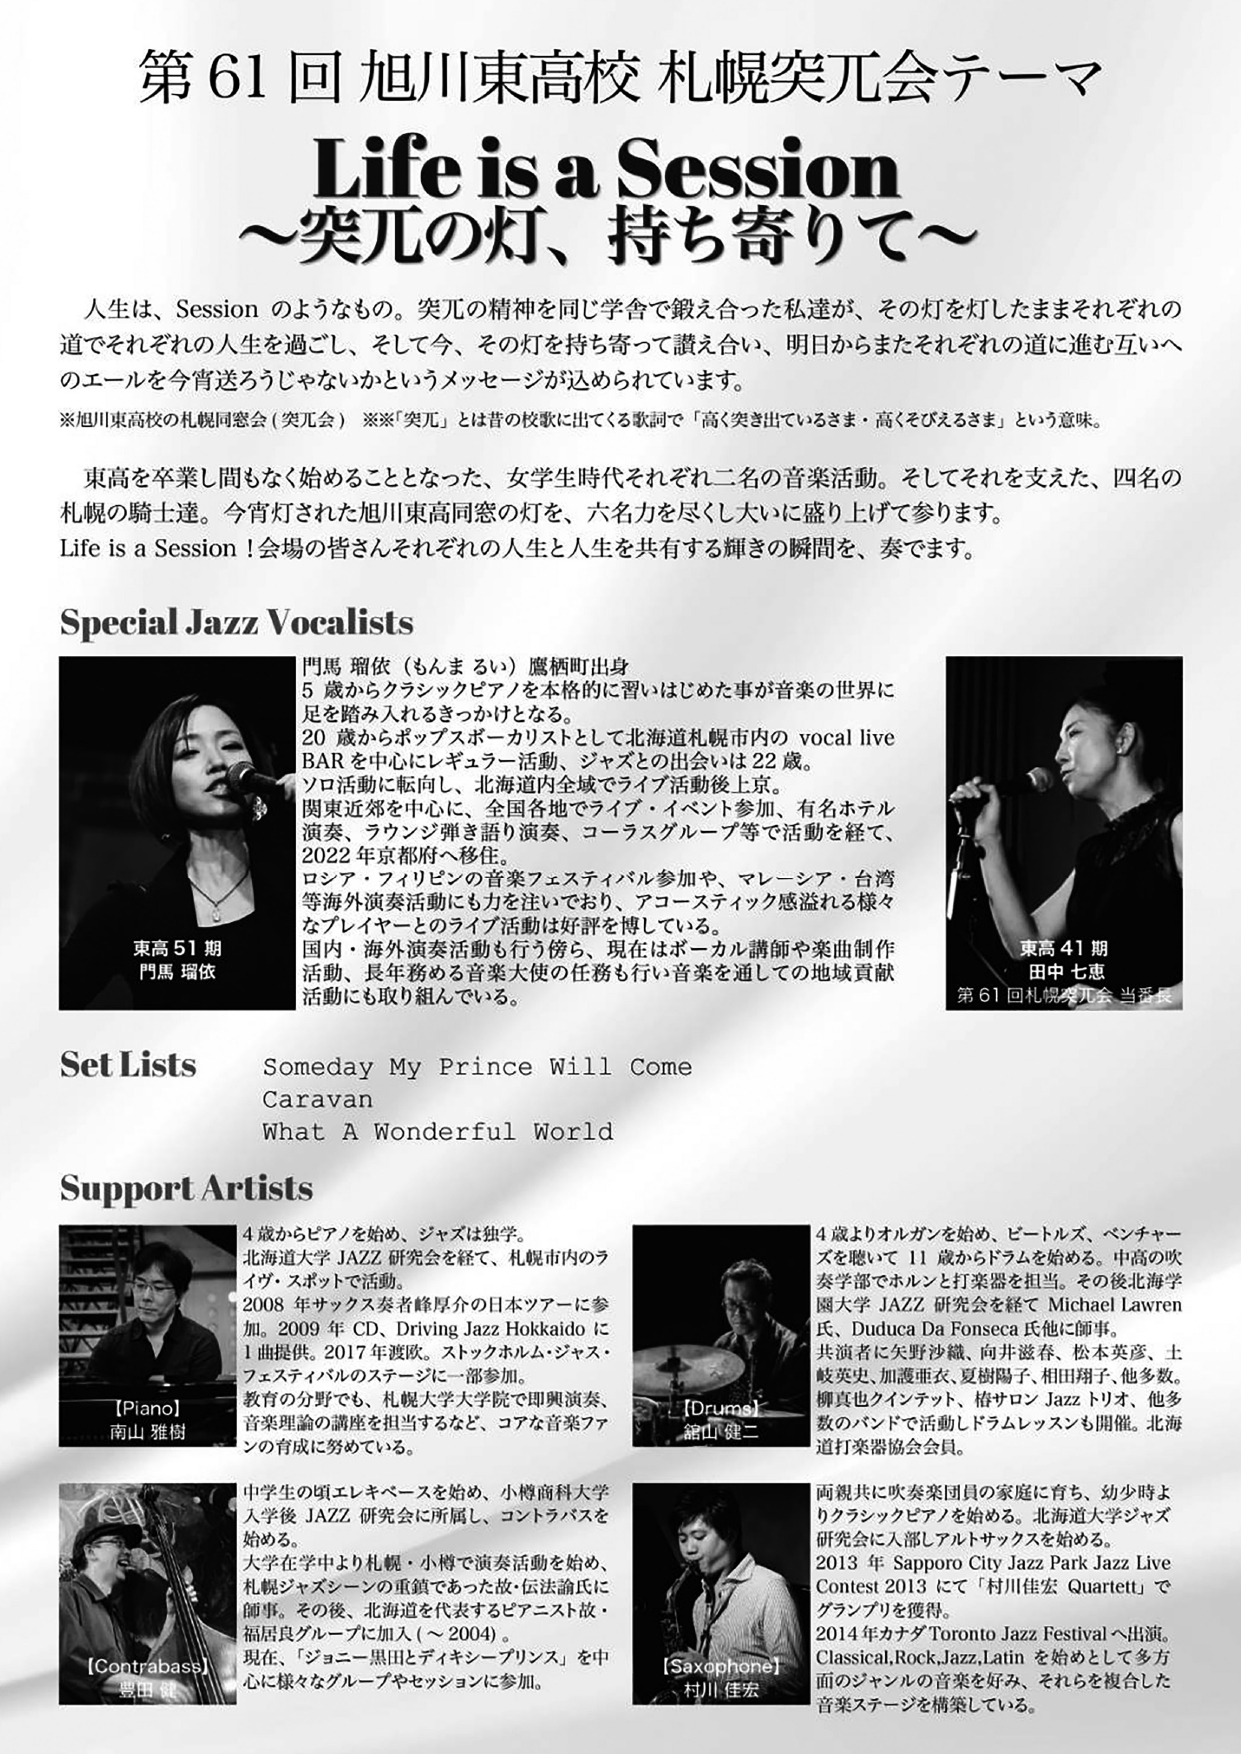 第61回 旭川東高校 札幌突兀会テーマ
Life is a Session
～突兀の灯、持ち寄りて～
人生は、Session のようなもの。突兀の精神を同じ学舎で鍛え合った私達が、その灯を灯したままそれぞれの
道でそれぞれの人生を過ごし、そして今、その灯を持ち寄って讃え合い、明日からまたそれぞれの道に進む互いへ
のエールを今宵送ろうじゃないかというメッセージが込められています。
※旭川東高校の札幌同窓会 ( 突兀会 )　※※「突兀」とは昔の校歌に出てくる歌詞で「高く突き出ているさま・高くそびえるさま」という意味。
東高を卒業し間もなく始めることとなった、女学生時代それぞれ二名の音楽活動。そしてそれを支えた、四名の
札幌の騎士達。今宵灯された旭川東高同窓の灯を、六名力を尽くし大いに盛り上げて参ります。
Life is a Session ! 会場の皆さんそれぞれの人生と人生を共有する輝きの瞬間を、奏でます。
Special Jazz Vocalists
門馬 瑠依（もんま るい）鷹栖町出身
5 歳からクラシックピアノを本格的に習いはじめた事が音楽の世界に
足を踏み入れるきっかけとなる。
20 歳からポップスボーカリストとして北海道札幌市内の vocal live
BAR を中心にレギュラー活動、ジャズとの出会いは 22 歳。
ソロ活動に転向し、北海道内全域でライブ活動後上京。
関東近郊を中心に、全国各地でライブ・イベント参加、有名ホテル
演奏、ラウンジ弾き語り演奏、コーラスグループ等で活動を経て、
2022 年京都府へ移住。
ロシア・フィリピンの音楽フェスティバル参加や、マレーシア・台湾
等海外演奏活動にも力を注いでおり、アコースティック感溢れる様々
なプレイヤーとのライブ活動は好評を博している。
国内・海外演奏活動も行う傍ら、現在はボーカル講師や楽曲制作
活動、長年務める音楽大使の任務も行い音楽を通しての地域貢献
活動にも取り組んでいる。
東高 51 期
門馬 瑠依
東高 41 期
田中 七恵
第 61 回札幌突兀会 当番長
Set Lists
Someday My Prince Will Come
Caravan
What A Wonderful World
Support Artists
4 歳からピアノを始め、ジャズは独学。
北海道大学 JAZZ 研究会を経て、札幌市内のラ
イヴ・スポットで活動。
2008 年サックス奏者峰厚介の日本ツアーに参
加。2009 年 CD、Driving Jazz Hokkaido に
1 曲提供。2017 年渡欧。ストックホルム・ジャス・
フェスティバルのステージに一部参加。
教育の分野でも、札幌大学大学院で即興演奏、
音楽理論の講座を担当するなど、コアな音楽ファ
ンの育成に努めている。
【Piano】
南山 雅樹
4 歳よりオルガンを始め、ビートルズ、ベンチャー
ズを聴いて 11 歳からドラムを始める。中高の吹
奏学部でホルンと打楽器を担当。その後北海学
園大学 JAZZ 研究会を経て Michael Lawren
氏、Duduca Da Fonseca 氏他に師事。
共演者に矢野沙織、向井滋春、松本英彦、土
岐英史、加護亜衣、夏樹陽子、相田翔子、他多数。
柳真也クインテット、椿サロン Jazz トリオ、他多
数のバンドで活動しドラムレッスンも開催。北海
道打楽器協会会員。
【Drums】
舘山 健二
中学生の頃エレキベースを始め、小樽商科大学
入学後 JAZZ 研究会に所属し、コントラバスを
始める。
大学在学中より札幌・小樽で演奏活動を始め、
札幌ジャズシーンの重鎮であった故・伝法諭氏に
師事。その後、北海道を代表するピアニスト故・
福居良グループに加入 ( ～ 2004) 。
現在、「ジョニー黒田とディキシープリンス」を中
心に様々なグループやセッションに参加。
【Contrabass】
豊田 健
両親共に吹奏楽団員の家庭に育ち、幼少時よ
りクラシックピアノを始める。北海道大学ジャズ
研究会に入部しアルトサックスを始める。
2013 年 Sapporo City Jazz Park Jazz Live
Contest 2013 にて「村川佳宏 Quartett」で
グランプリを獲得。
2014 年カナダ Toronto Jazz Festival へ出演。
Classical,Rock,Jazz,Latin を始めとして多方
面のジャンルの音楽を好み、それらを複合した
音楽ステージを構築している。
【Saxophone】
村川 佳宏